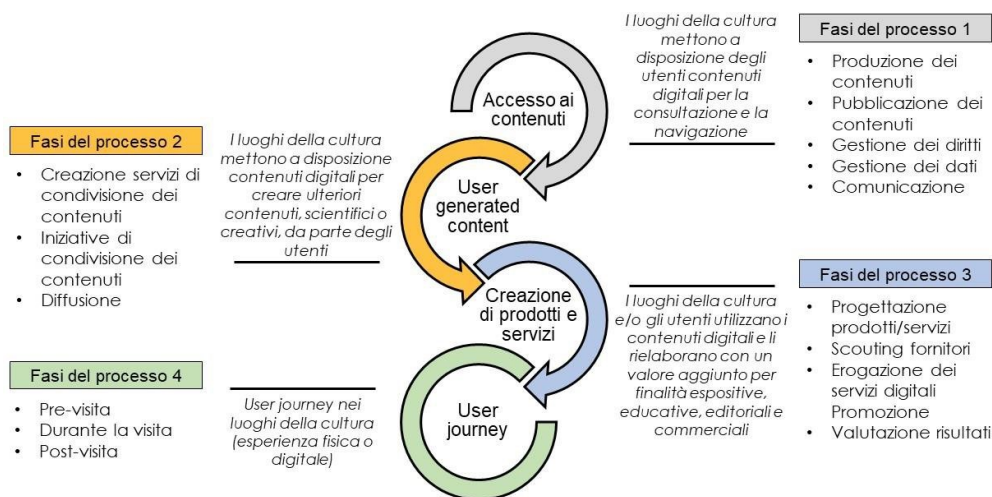 Fasi del processo 1
• Produzione dei
contenuti
• Pubblicazione dei
contenuti
• Gestione dei diritti
• Gestione dei dati
• Comunicazione
I luoghi della cultura
mettono a
disposizione degli
utenti contenuti
digitali per la
consultazione e la
navigazione
Accesso ai
contenuti
Fasi del processo 2
• Creazione servizi di
condivisione dei
contenuti
• Iniziative di
condivisione dei
contenuti
• Diffusione
I luoghi della cultura
mettono a disposizione
contenuti digitali per
creare ulteriori
contenuti, scientifici o
creativi, da parte degli
utenti
User
generated
content
Creazione
di prodotti e
servizi
I luoghi della cultura
e/o gli utenti utilizzano i
contenuti digitali e li
rielaborano con un
valore aggiunto per
finalità espositive,
educative, editoriali e
commerciali
Fasi del processo 3
• Progettazione
prodotti/servizi
• Scouting fornitori
• Erogazione dei
servizi digitali
Promozione
• Valutazione risultati
Fasi del processo 4
• Pre-visita
• Durante la visita
• Post-visita
User journey nei
luoghi della cultura
(esperienza fisica o
digitale)
User
journey